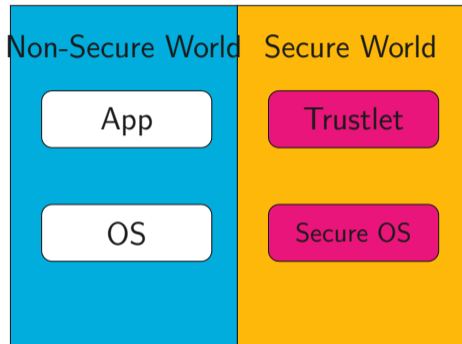 Non-Secure World
Secure World
App
Trustlet
OS
Secure OS